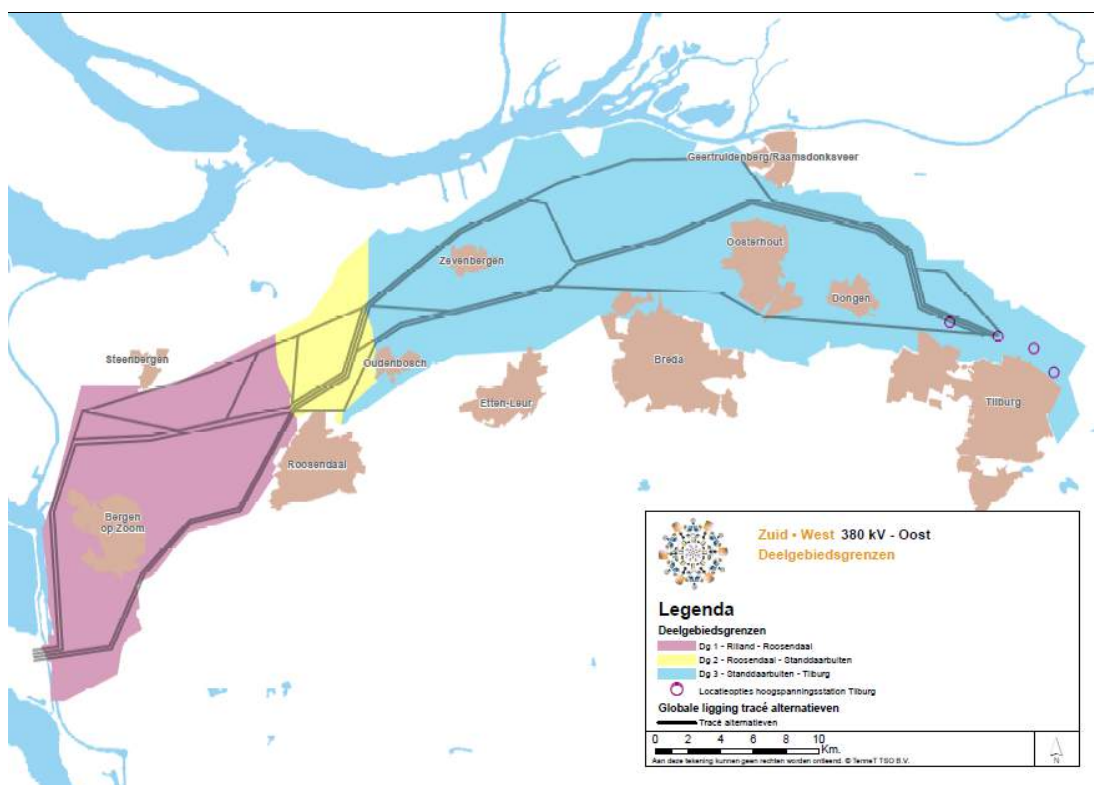 Geertruidenberg/Raamsdonksveer
Oosterhout
Zevenbergen
Dongen
Steenbergen
Oudenbosch
Breda
Etten-Leur
Tilburg
Roosendaal
Bergen
op Zoom
Zuid • West 380 kV - Oost
Deelgebiedsgrenzen
Legenda
Deelgebiedsgrenzen
Dg 1 - Rilland - Roosendaal
Dg 2 - Roosendaal - Standdaarbuiten
Dg 3 - Standdaarbuiten - Tilburg
Locatieopties hoogspanningsstation Tilburg
Globale ligging tracé alternatieven
Tracé alternatieven
0 2 4 6 8 10
Km.
Aan deze tekening kunnen geen rechten worden ontleend. © TenneT TSO B.V.
N